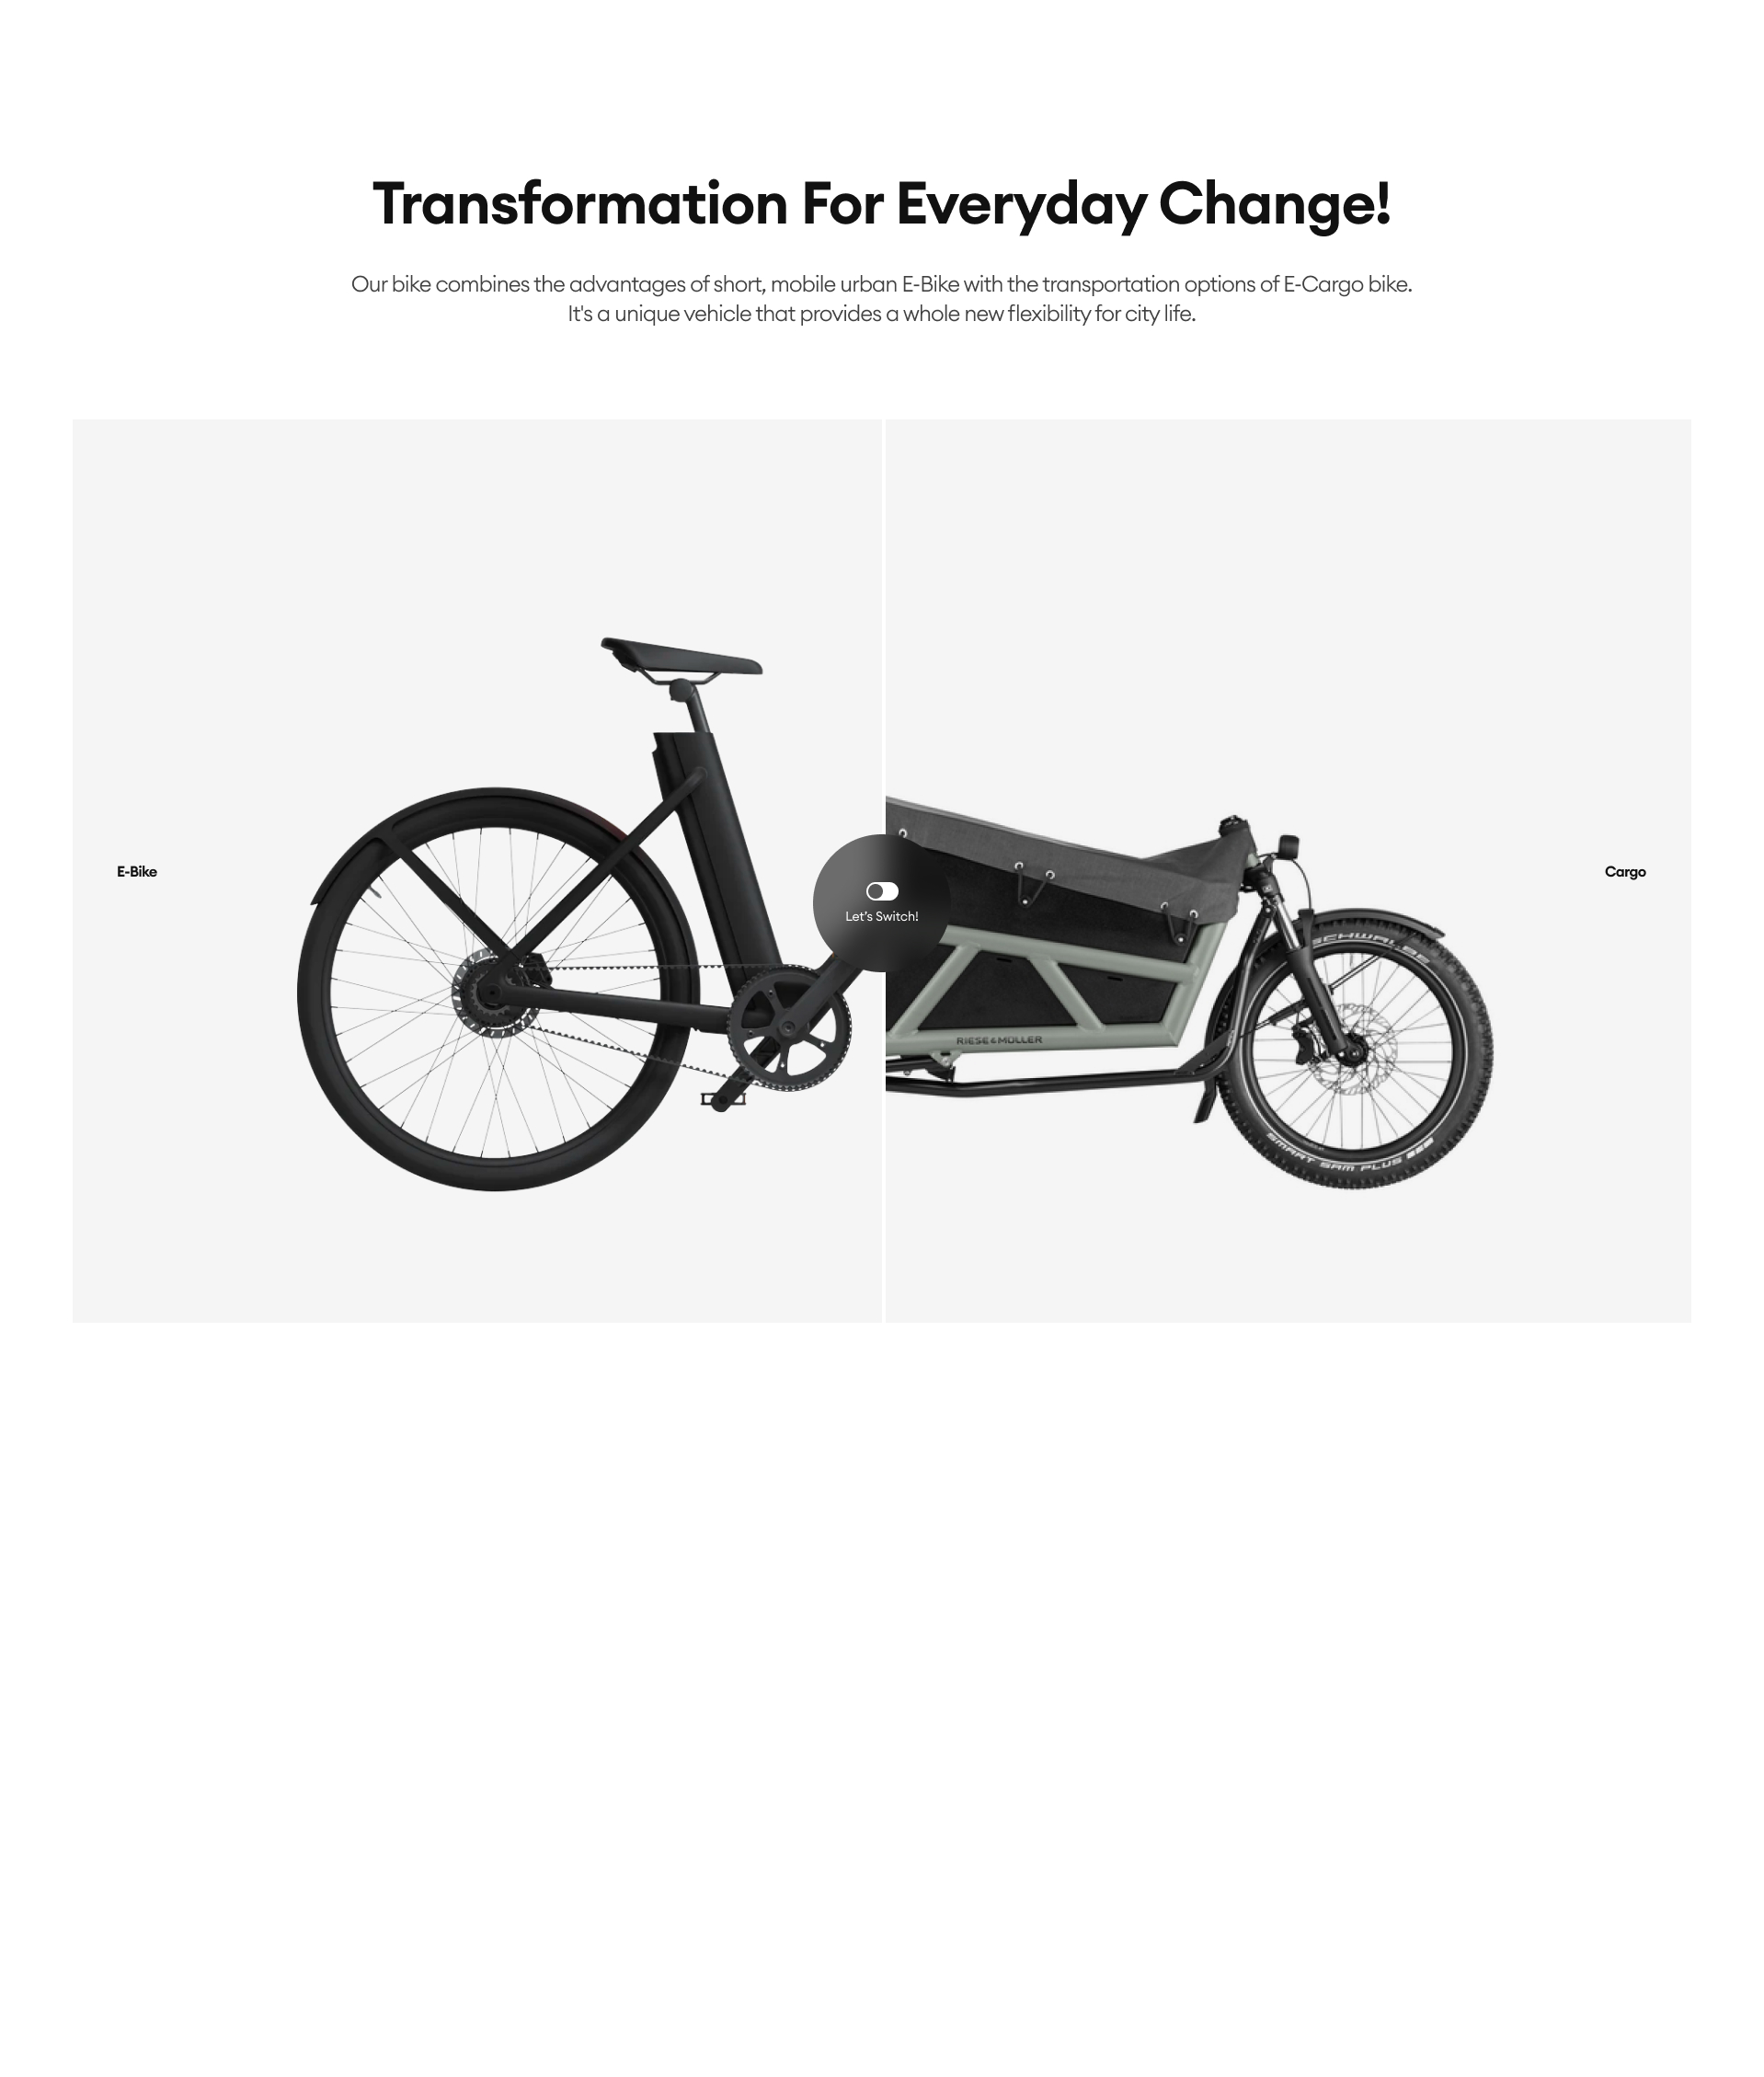 Transformation For Everyday Change!
Our bike combines the advantages of short, mobile urban E-Bike with the transportation options of E-Cargo bike.
It's a unique vehicle that provides a whole new flexibility for city life.
E-Bike
Let's Switch!
Cargo
SCHWALBE
RIESE & MÜLLER
SMART SAM PLUS